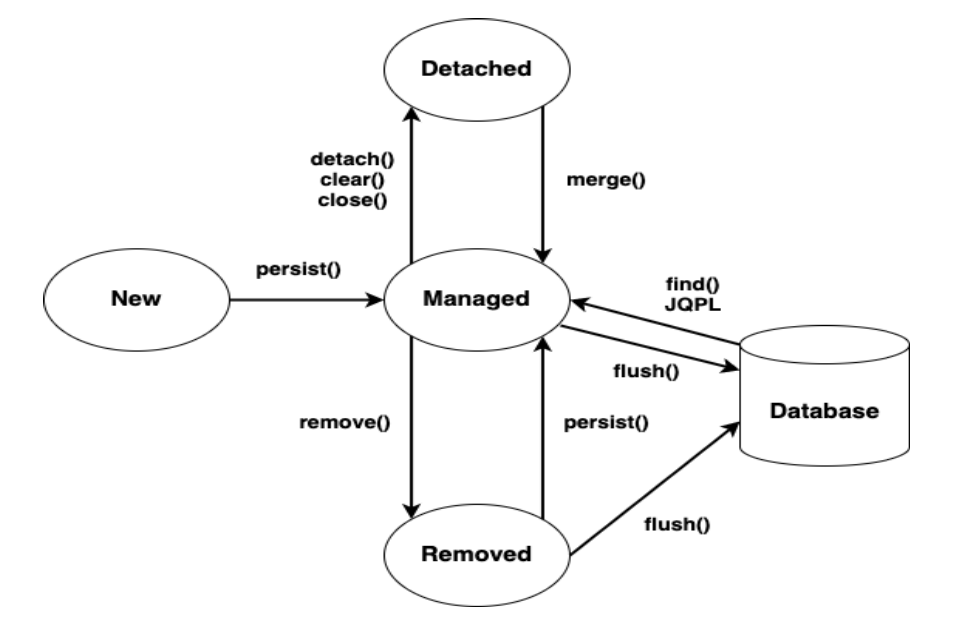 Detached
detach()
clear()
close()
merge()
New
persist()
Managed
find()
JQPL
flush()
Database
remove()
persist()
flush()
Removed